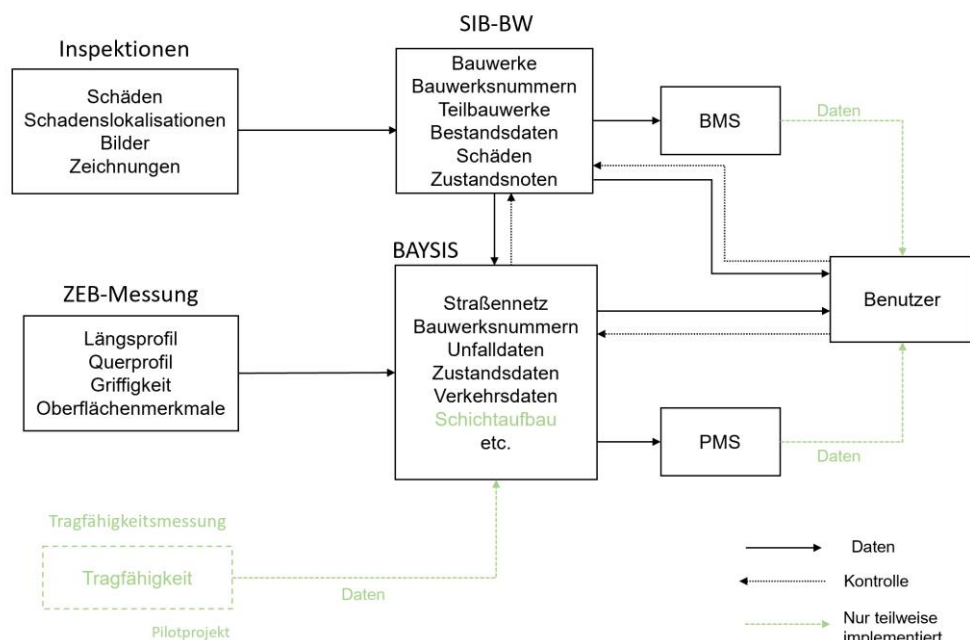 SIB-BW
Inspektionen
Schäden
Schadenslokalisationen
Bilder
Zeichnungen
Bauwerke
Bauwerksnummern
Teilbauwerke
Bestandsdaten
Schäden
Zustandsnoten
BMS
Daten
BAYSIS
ZEB-Messung
Längsprofil
Querprofil
Griffigkeit
Oberflächenmerkmale
Straßennetz
Bauwerksnummern
Unfalldaten
Zustandsdaten
Verkehrsdaten
Schichtaufbau
etc.
Benutzer
PMS
Daten
Tragfähigkeitsmessung
Tragfähigkeit
Daten
Pilotprojekt
Daten
Kontrolle
Nur teilweise
implementiert